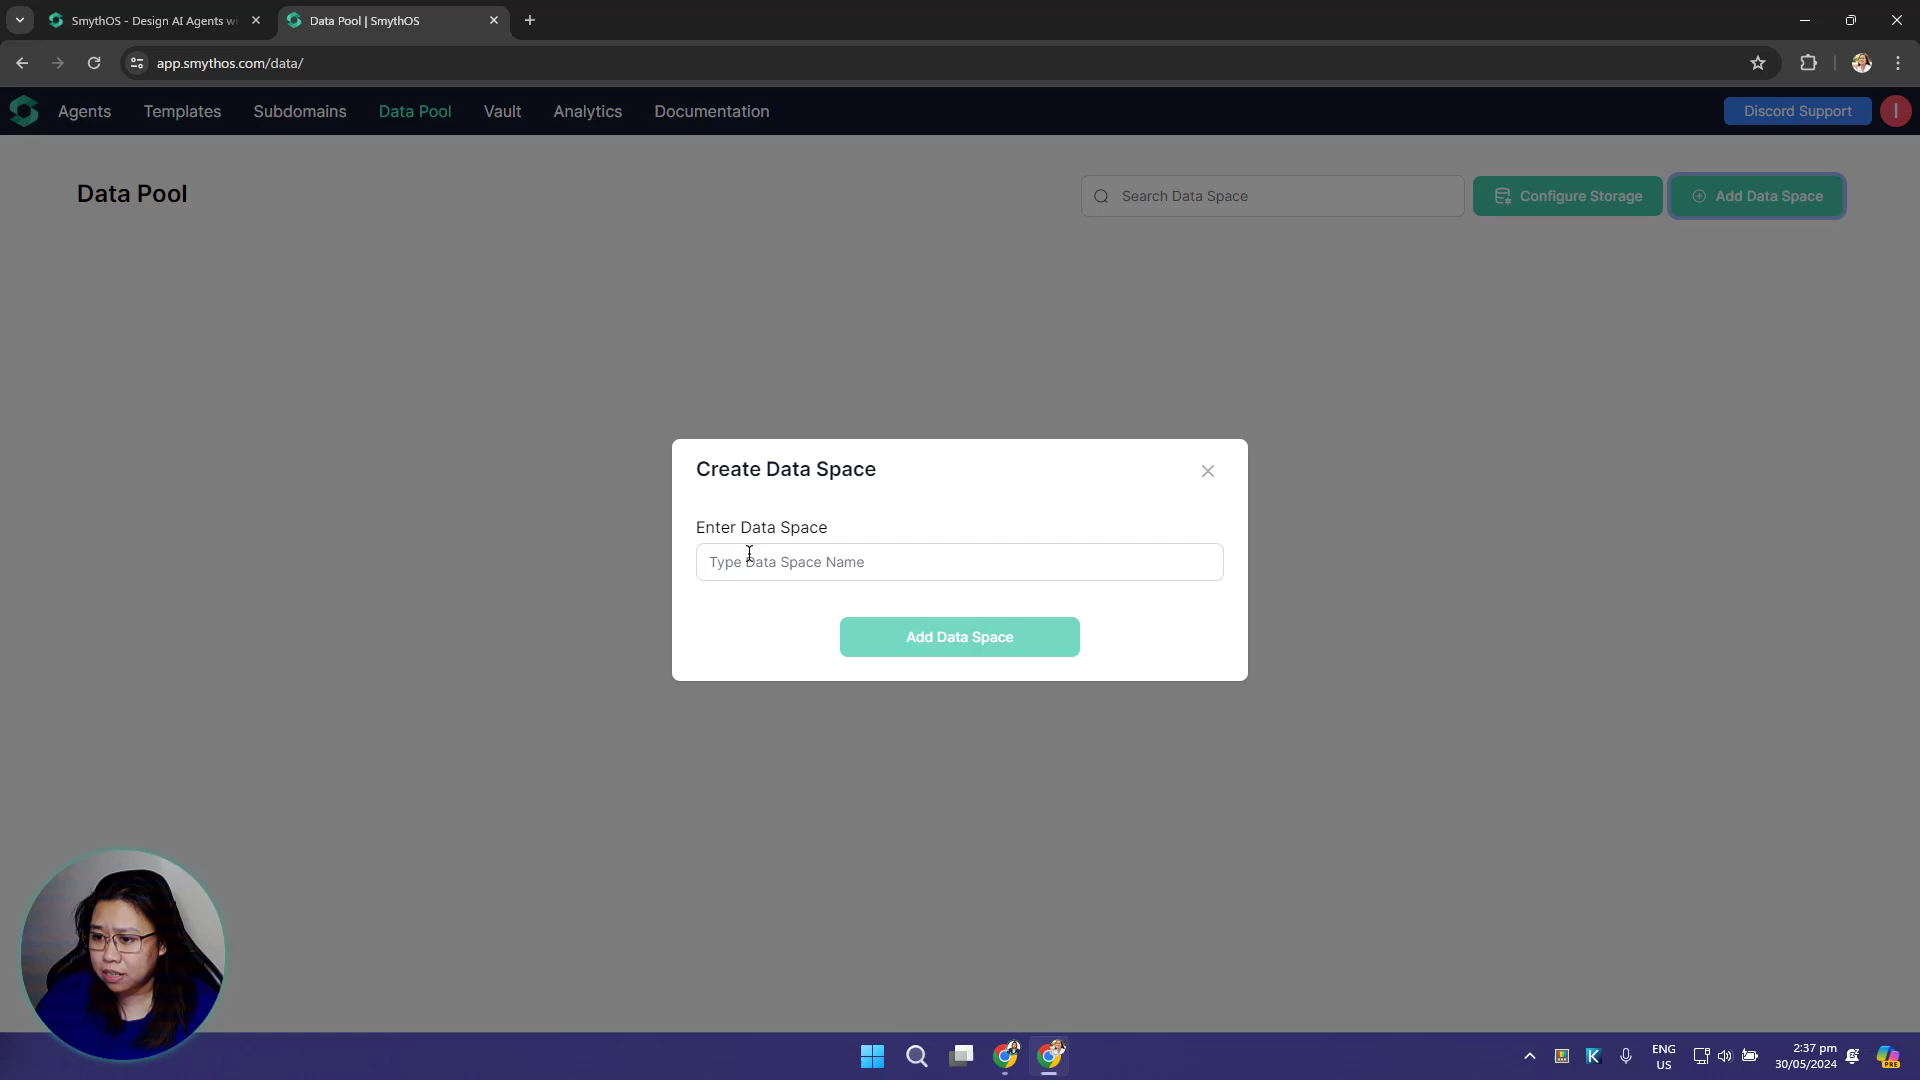 SmythOS - Design AI Agents w
Data Pool | SmythOS
app.smythos.com/data/
Agents
Templates
Subdomains
Data Pool
Vault
Analytics
Documentation
Discord Support
I
Data Pool
Search Data Space
Configure Storage
Add Data Space
Create Data Space
Enter Data Space
Type Data Space Name
Add Data Space
ENG
US
2:37 pm
30/05/2024
PRE